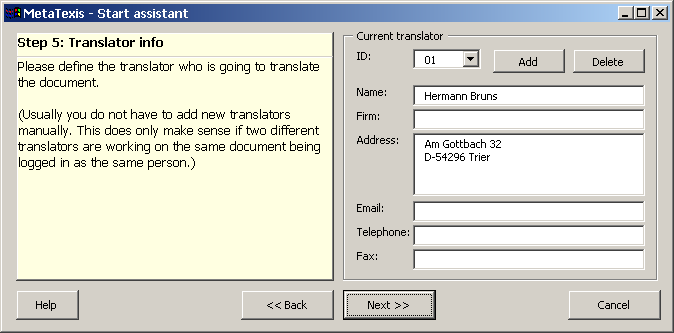 MetaTexis - Start assistant
Step 5: Translator info
Please define the translator who is going to translate
the document.
(Usually you do not have to add new translators
manually. This does only make sense if two different
translators are working on the same document being
logged in as the same person.)
Current translator
ID: 01 Add Delete
Name: Hermann Bruns
Firm:
Address: Am Gottbach 32
D-54296 Trier
Email:
Telephone:
Fax:
Help << Back Next >> Cancel